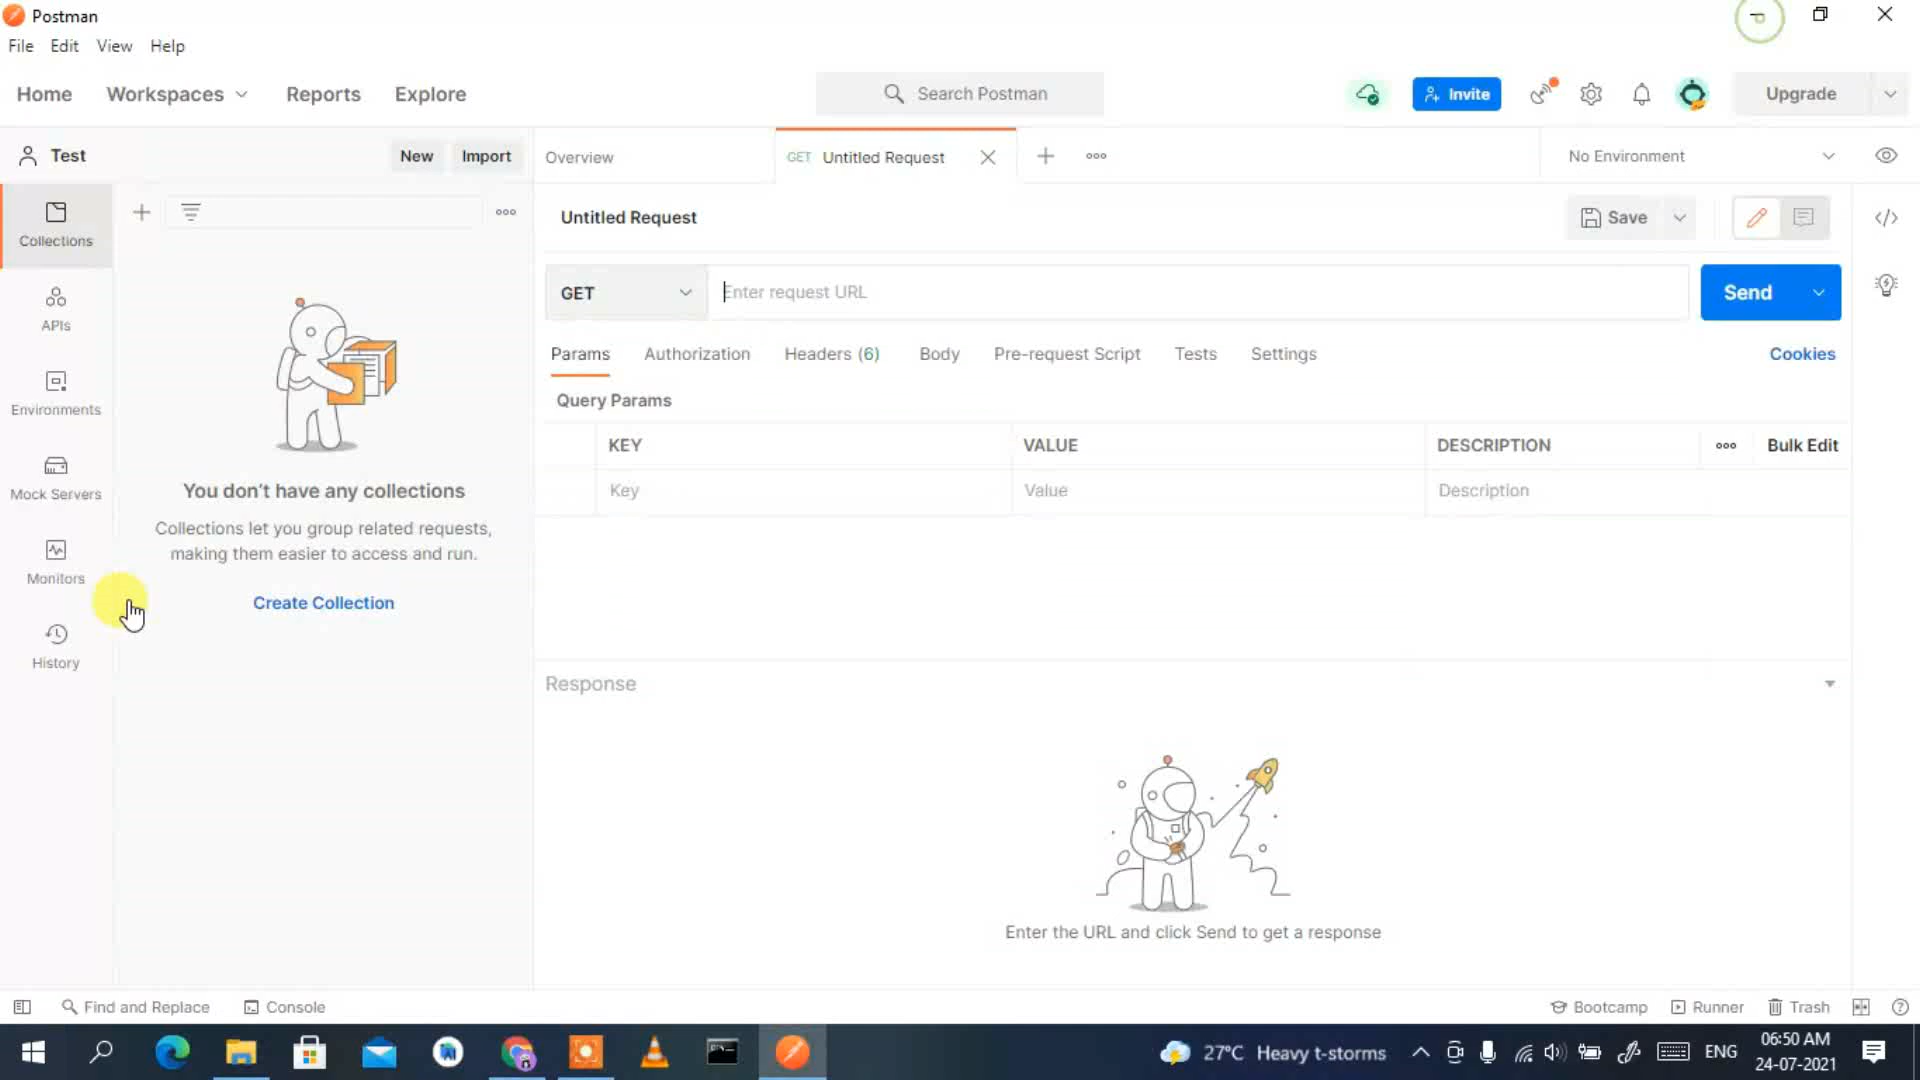 Postman
File Edit View Help
Home Workspaces Reports Explore
Search Postman
Invite
Upgrade
Test
New Import
Overview
GET Untitled Request
No Environment
Collections
APIs
Environments
Mock Servers
Monitors
History
You don't have any collections
Collections let you group related requests,
making them easier to access and run.
Create Collection
Untitled Request
Save
GET
Enter request URL
Send
Params Authorization Headers (6) Body Pre-request Script Tests Settings
Cookies
Query Params
KEY VALUE DESCRIPTION
Bulk Edit
Key Value Description
Response
Enter the URL and click Send to get a response
Find and Replace Console
Bootcamp Runner Trash
27°C Heavy t-storms
ENG
06:50 AM
24-07-2021